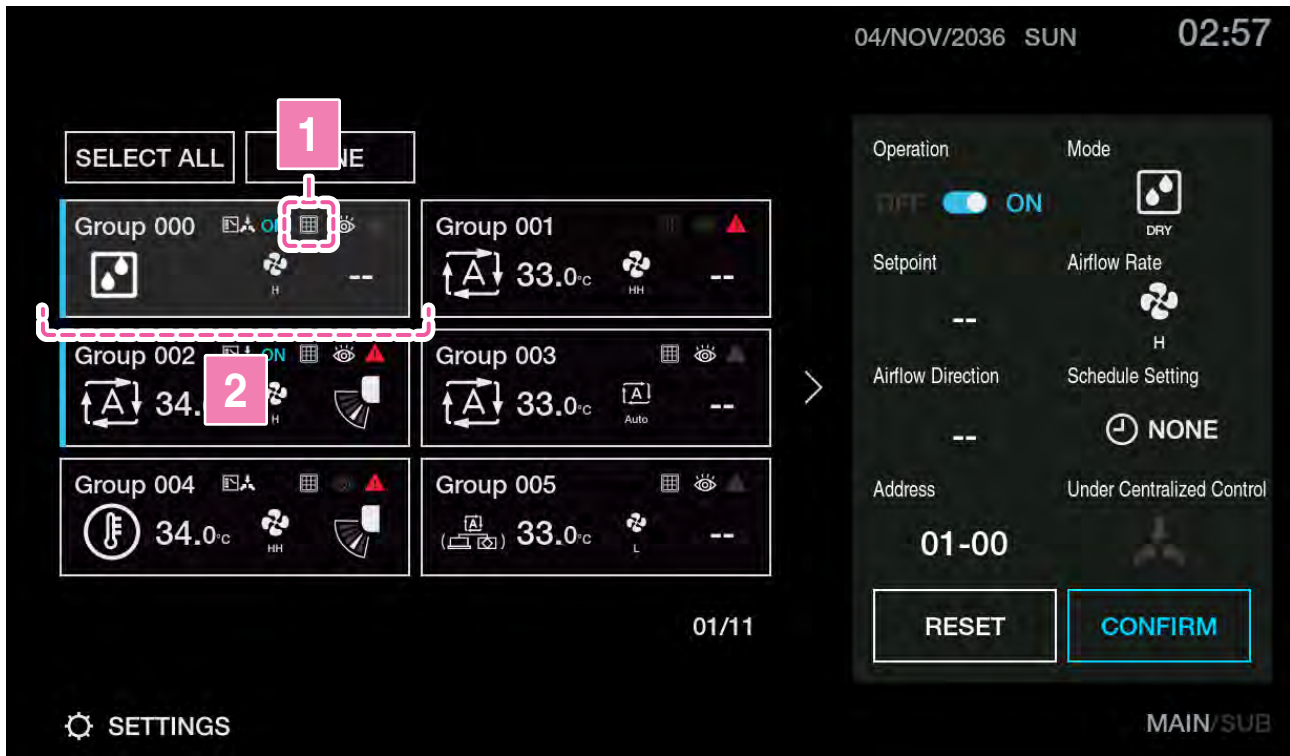 04/NOV/2036 SUN 02:57
1
SELECT ALL NE
Group 000 ON
H --
Group 001
A 33.0°C HH --
Group 002 ON
A 34. H
2
Group 003
A 33.0°C A Auto --
Group 004
34.0°C HH
Group 005
A 33.0°C L --
01/11
Operation Mode
OFF ON DRY
Setpoint Airflow Rate
-- H
Airflow Direction Schedule Setting
-- NONE
Address Under Centralized Control
01-00
RESET CONFIRM
SETTINGS MAIN/SUB